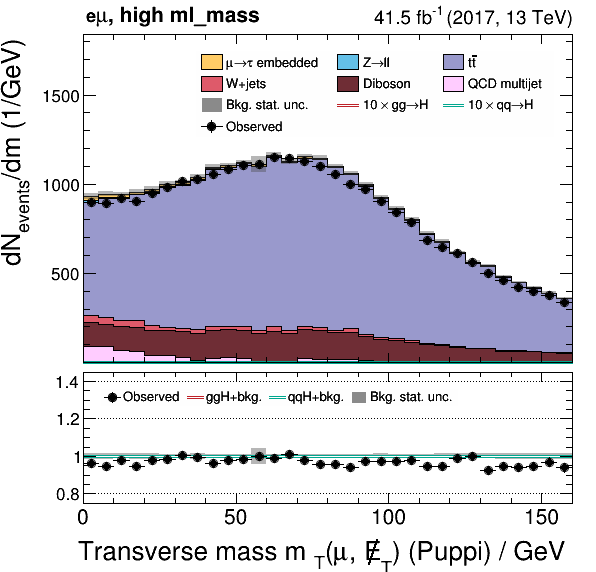 eμ, high ml_mass 41.5 fb⁻¹ (2017, 13 TeV)
dN_events/dm (1/GeV)
μ→τ embedded Z→ll tt̄
W+jets Diboson QCD multijet
Bkg. stat. unc. 10 × gg→H 10 × qq→H
Observed
1500
1000
500
1.4
Observed ggH+bkg. qqH+bkg. Bkg. stat. unc.
1.2
1
0.8
0 50 100 150
Transverse mass m_T(μ, E̸_T) (Puppi) / GeV